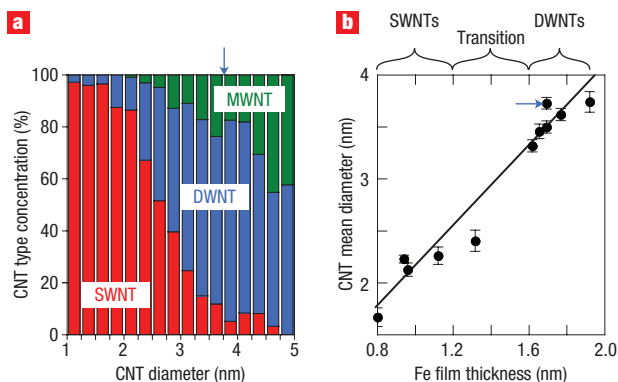 a
b
SWNTs
Transition
DWNTs
CNT type concentration (%)
100
80
60
40
20
0
MWNT
DWNT
SWNT
1
2
3
4
5
CNT diameter (nm)
CNT mean diameter (nm)
4
3
2
0.8
1.2
1.6
2.0
Fe film thickness (nm)